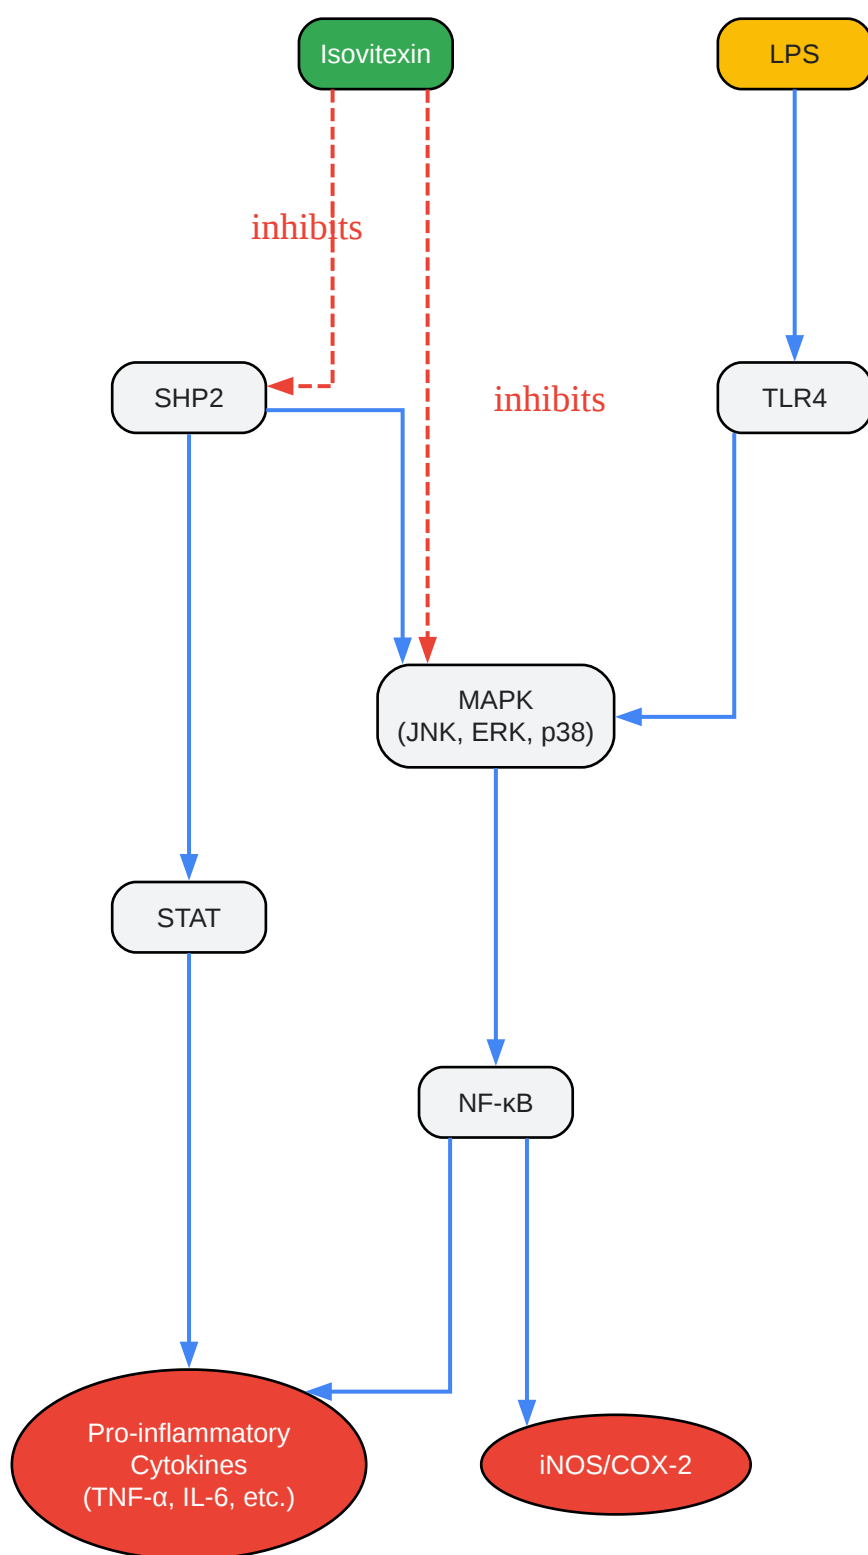 Isovitexin
LPS
inhibits
SHP2
inhibits
TLR4
MAPK
(JNK, ERK, p38)
STAT
NF-κB
Pro-inflammatory
Cytokines
(TNF-α, IL-6, etc.)
iNOS/COX-2